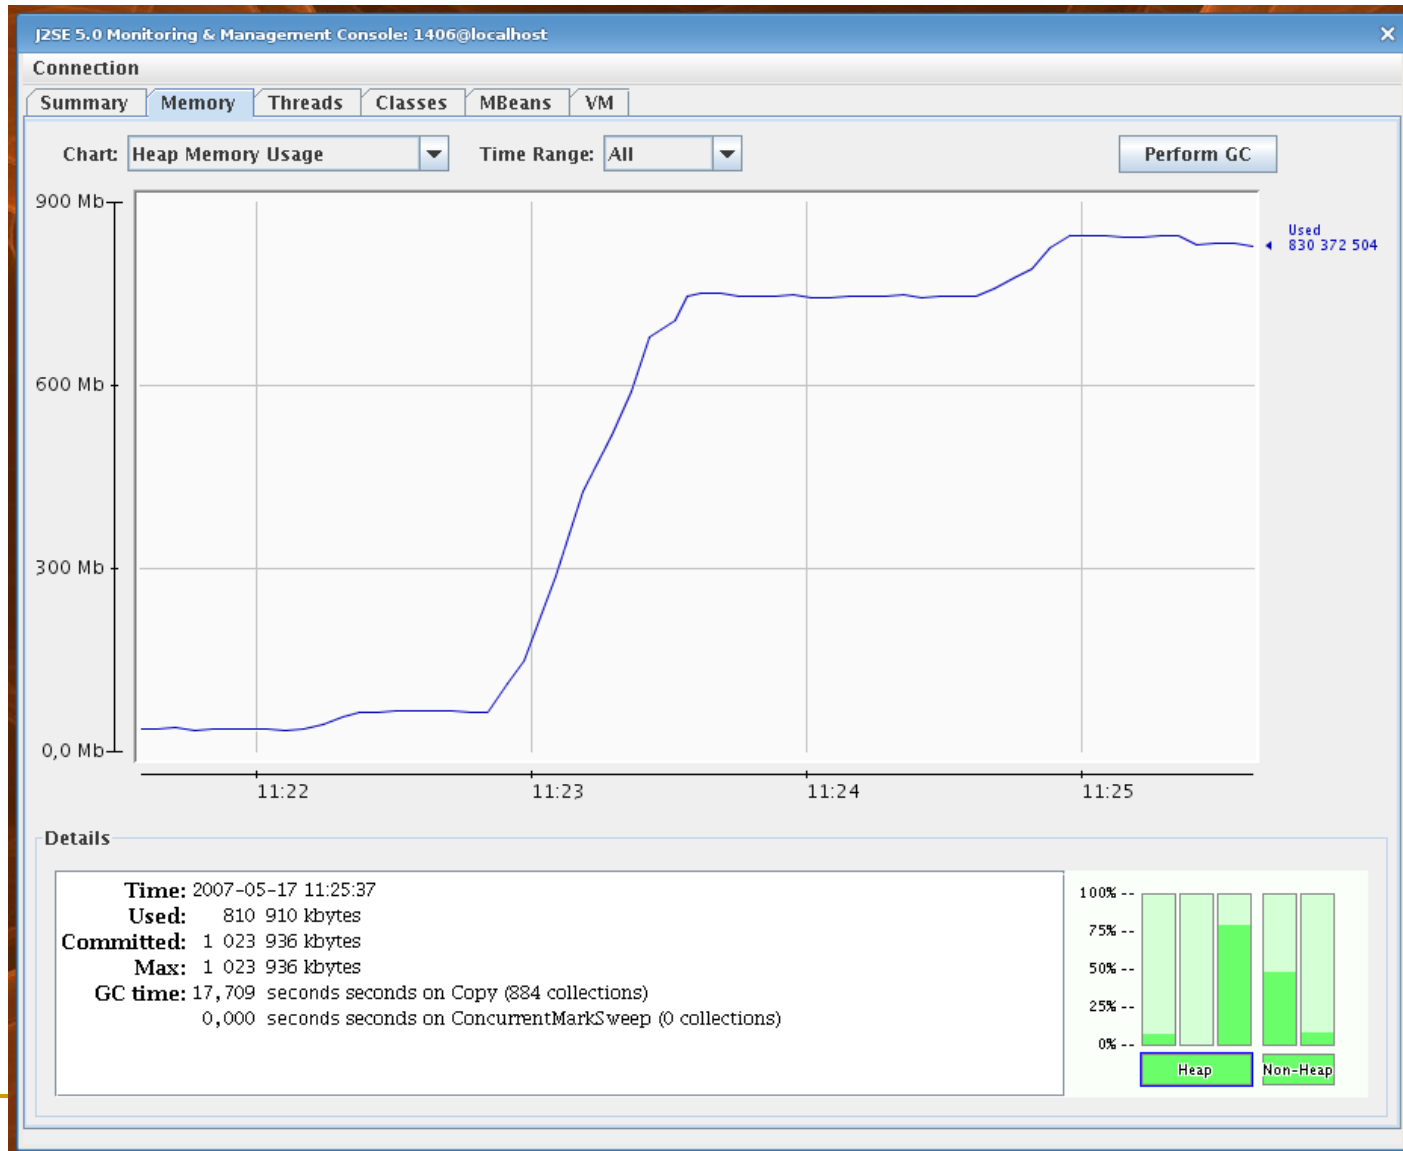 J2SE 5.0 Monitoring & Management Console: 1406@localhost
Connection
Summary Memory Threads Classes MBeans VM
Chart: Heap Memory Usage Time Range: All Perform GC
900 Mb
Used
830 372 504
600 Mb
300 Mb
0,0 Mb
11:22 11:23 11:24 11:25
Details
Time: 2007-05-17 11:25:37
Used: 810 910 kbytes
Committed: 1 023 936 kbytes
Max: 1 023 936 kbytes
GC time: 17,709 seconds seconds on Copy (884 collections)
0,000 seconds seconds on ConcurrentMarkSweep (0 collections)
100% --
75% --
50% --
25% --
0% --
Heap Non-Heap